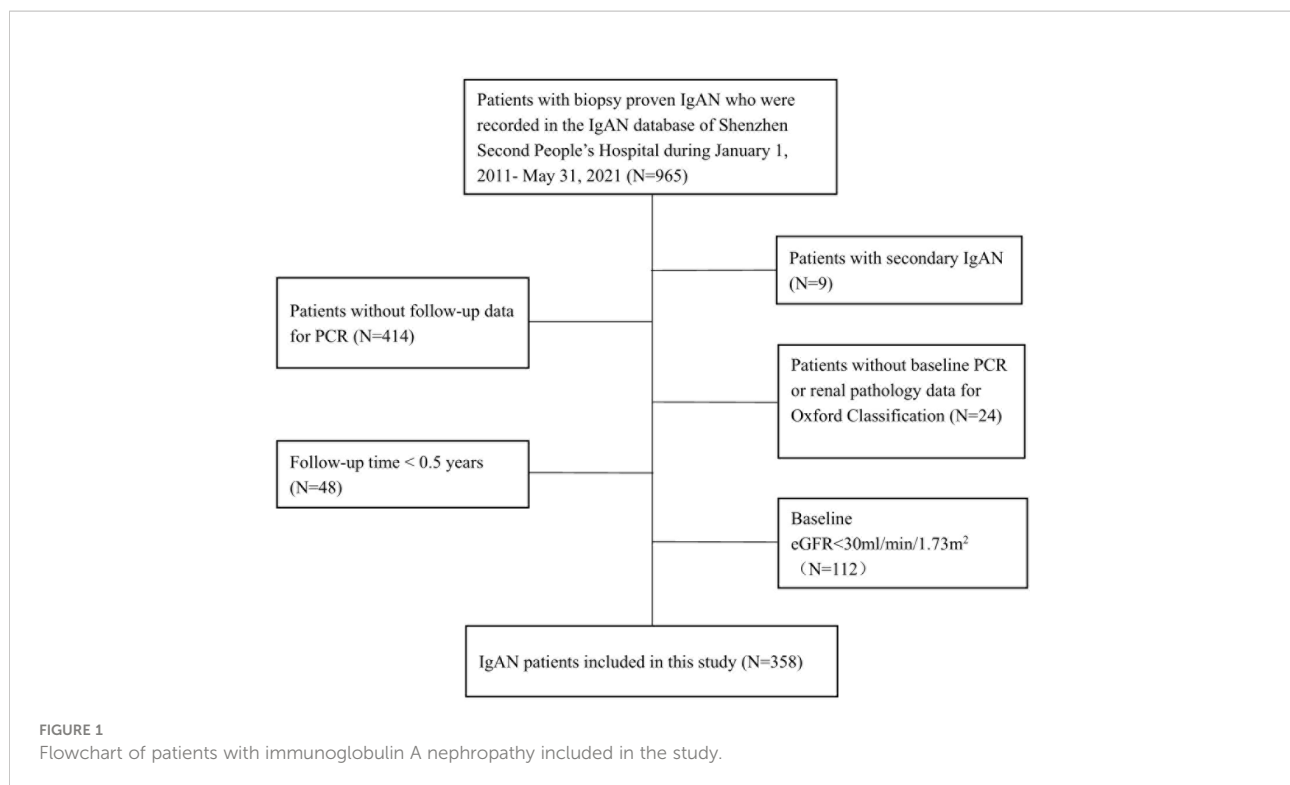 Patients with biopsy proven IgAN who were
recorded in the IgAN database of Shenzhen
Second People's Hospital during January 1,
2011- May 31, 2021 (N=965)
Patients with secondary IgAN
(N=9)
Patients without follow-up data
for PCR (N=414)
Patients without baseline PCR
or renal pathology data for
Oxford Classification (N=24)
Follow-up time < 0.5 years
(N=48)
Baseline
eGFR<30ml/min/1.73m²
（N=112）
IgAN patients included in this study (N=358)
FIGURE 1
Flowchart of patients with immunoglobulin A nephropathy included in the study.